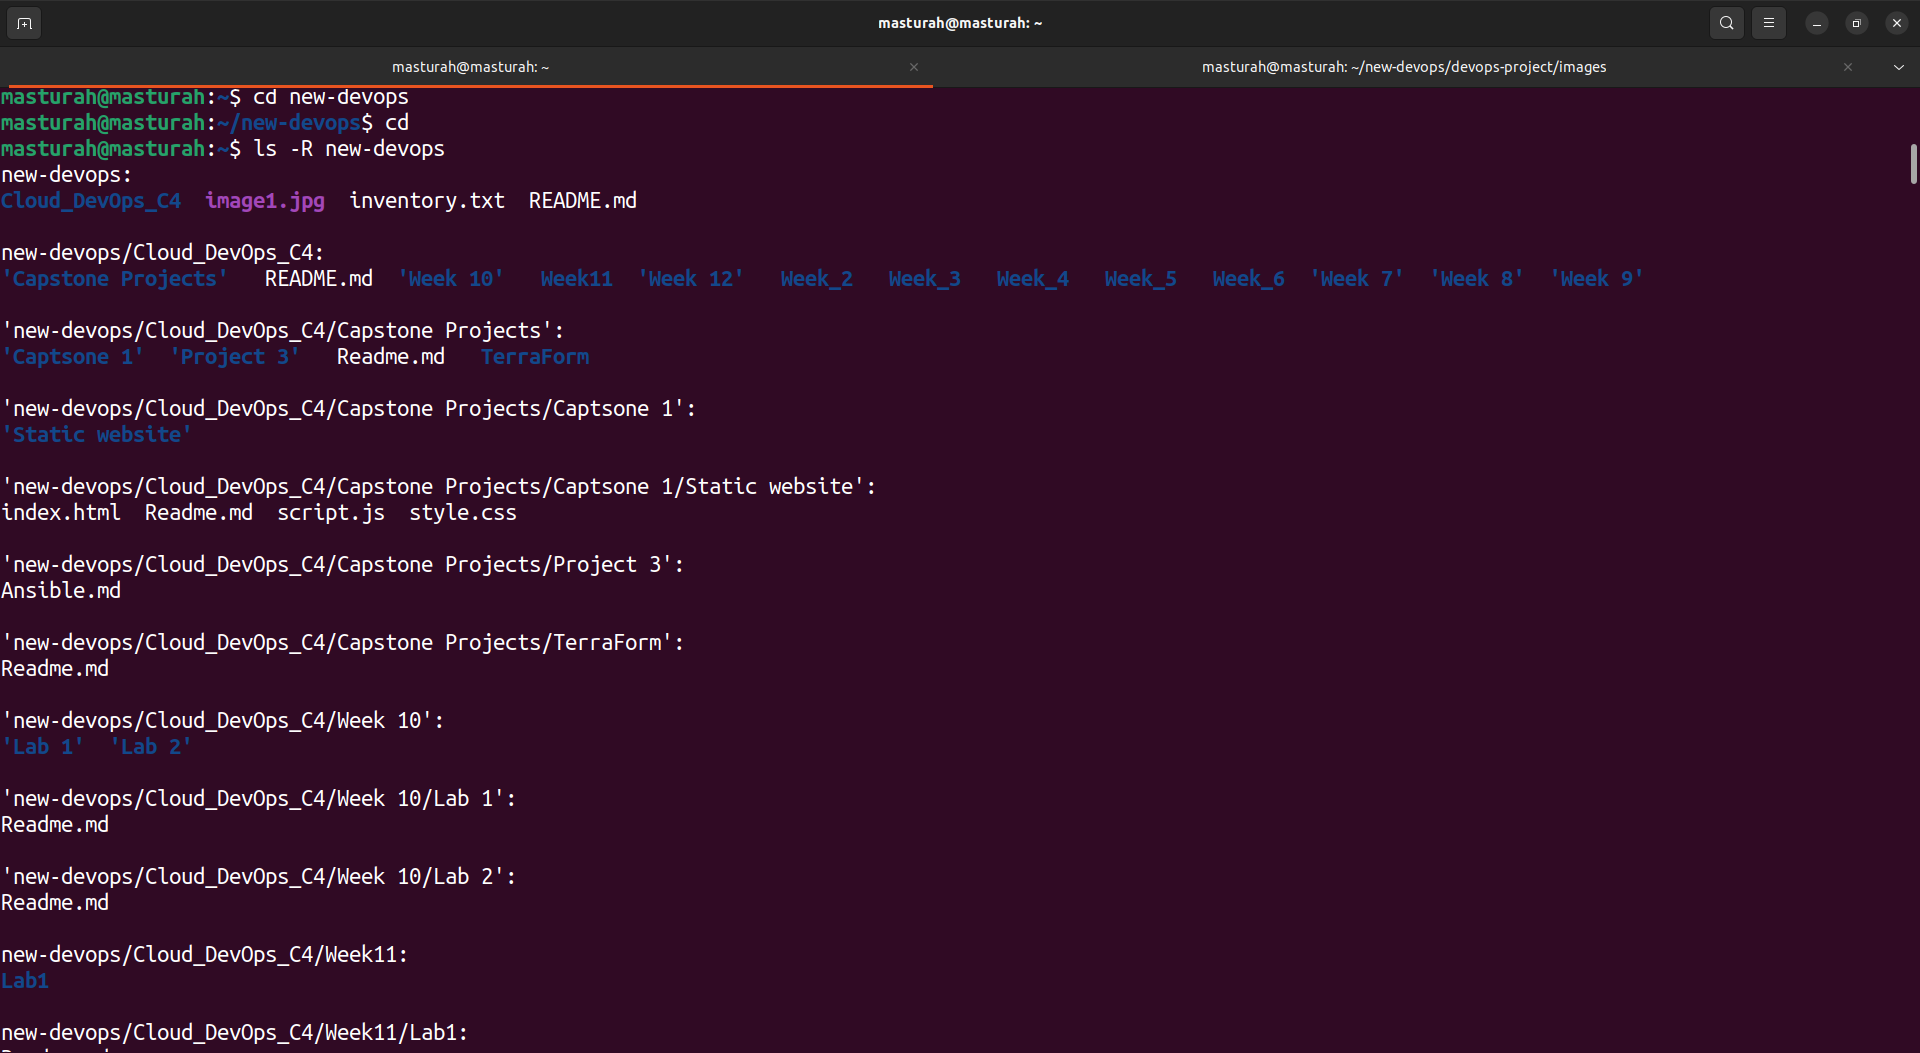 masturah@masturah: ~
masturah@masturah: ~
masturah@masturah: ~/new-devops/devops-project/images
masturah@masturah:~$ cd new-devops
masturah@masturah:~/new-devops$ cd
masturah@masturah:~$ ls -R new-devops
new-devops:
Cloud_DevOps_C4  image1.jpg  inventory.txt  README.md
new-devops/Cloud_DevOps_C4:
'Capstone Projects'   README.md  'Week 10'   Week11  'Week 12'   Week_2   Week_3   Week_4   Week_5   Week_6  'Week 7'  'Week 8'  'Week 9'
'new-devops/Cloud_DevOps_C4/Capstone Projects':
'Captsone 1'  'Project 3'   Readme.md   TerraForm
'new-devops/Cloud_DevOps_C4/Capstone Projects/Captsone 1':
'Static website'
'new-devops/Cloud_DevOps_C4/Capstone Projects/Captsone 1/Static website':
index.html  Readme.md  script.js  style.css
'new-devops/Cloud_DevOps_C4/Capstone Projects/Project 3':
Ansible.md
'new-devops/Cloud_DevOps_C4/Capstone Projects/TerraForm':
Readme.md
'new-devops/Cloud_DevOps_C4/Week 10':
'Lab 1'  'Lab 2'
'new-devops/Cloud_DevOps_C4/Week 10/Lab 1':
Readme.md
'new-devops/Cloud_DevOps_C4/Week 10/Lab 2':
Readme.md
new-devops/Cloud_DevOps_C4/Week11:
Lab1
new-devops/Cloud_DevOps_C4/Week11/Lab1: